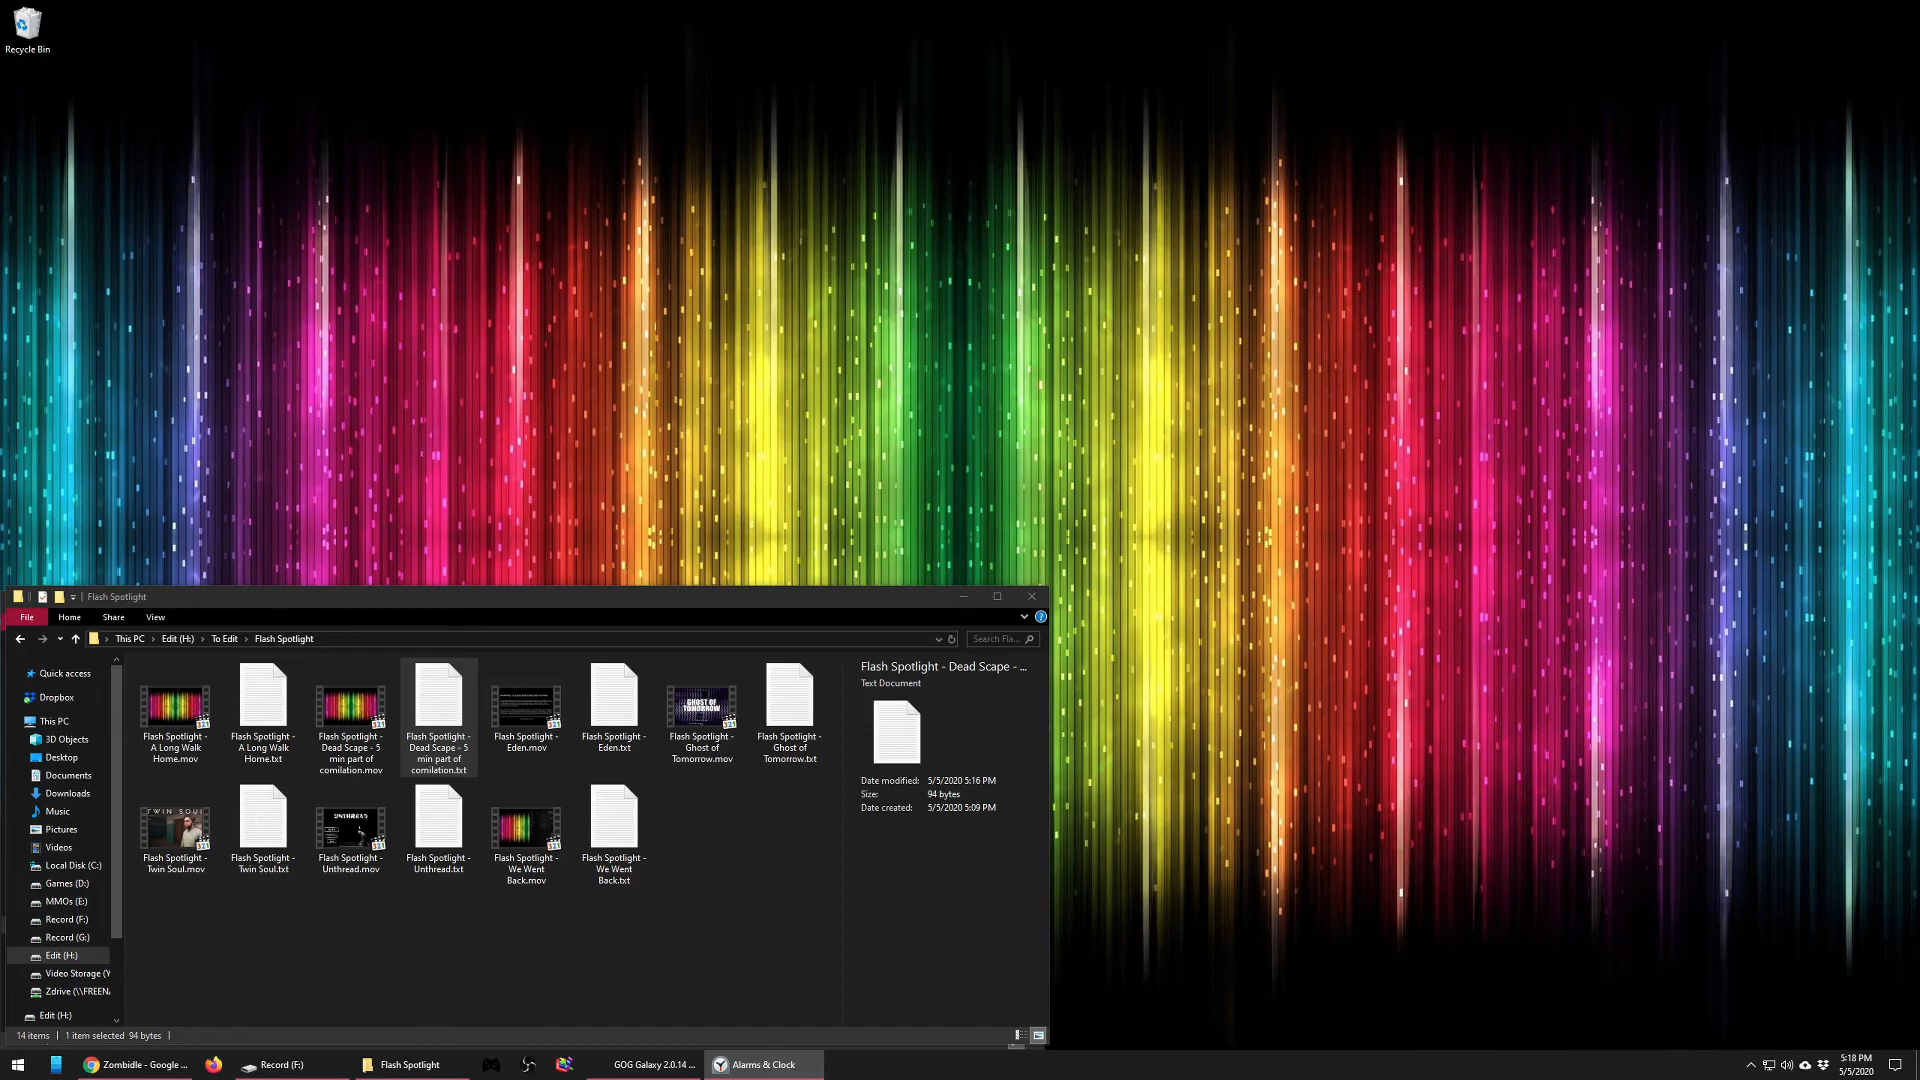 Recycle Bin
Flash Spotlight
File
Home
Share
View
This PC
Edit (H:)
To Edit
Flash Spotlight
Search Fla...
Quick access
Dropbox
This PC
3D Objects
Desktop
Documents
Downloads
Music
Pictures
Videos
Local Disk (C:)
Games (D:)
MMOs (E:)
Record (F:)
Record (G:)
Edit (H:)
Video Storage (Y
Zdrive (\\FREENA
Edit (H:)
Flash Spotlight -
A Long Walk
Home.mov
Flash Spotlight -
A Long Walk
Home.txt
Flash Spotlight -
Dead Scape - 5
min part of
comilation.mov
Flash Spotlight -
Dead Scape - 5
min part of
comilation.txt
Flash Spotlight -
Eden.mov
Flash Spotlight -
Eden.txt
GHOST OF
TOMORROW
Flash Spotlight -
Ghost of
Tomorrow.mov
Flash Spotlight -
Ghost of
Tomorrow.txt
TWIN SOUL
Flash Spotlight -
Twin Soul.mov
Flash Spotlight -
Twin Soul.txt
UNTHREAD
Flash Spotlight -
Unthread.mov
Flash Spotlight -
Unthread.txt
Flash Spotlight -
We Went
Back.mov
Flash Spotlight -
We Went
Back.txt
Flash Spotlight - Dead Scape - ...
Text Document
Date modified: 5/5/2020 5:16 PM
Size: 94 bytes
Date created: 5/5/2020 5:09 PM
14 items
1 item selected 94 bytes
Zombidle - Google ...
Record (F:)
Flash Spotlight
GOG Galaxy 2.0.14 ...
Alarms & Clock
5:18 PM
5/5/2020